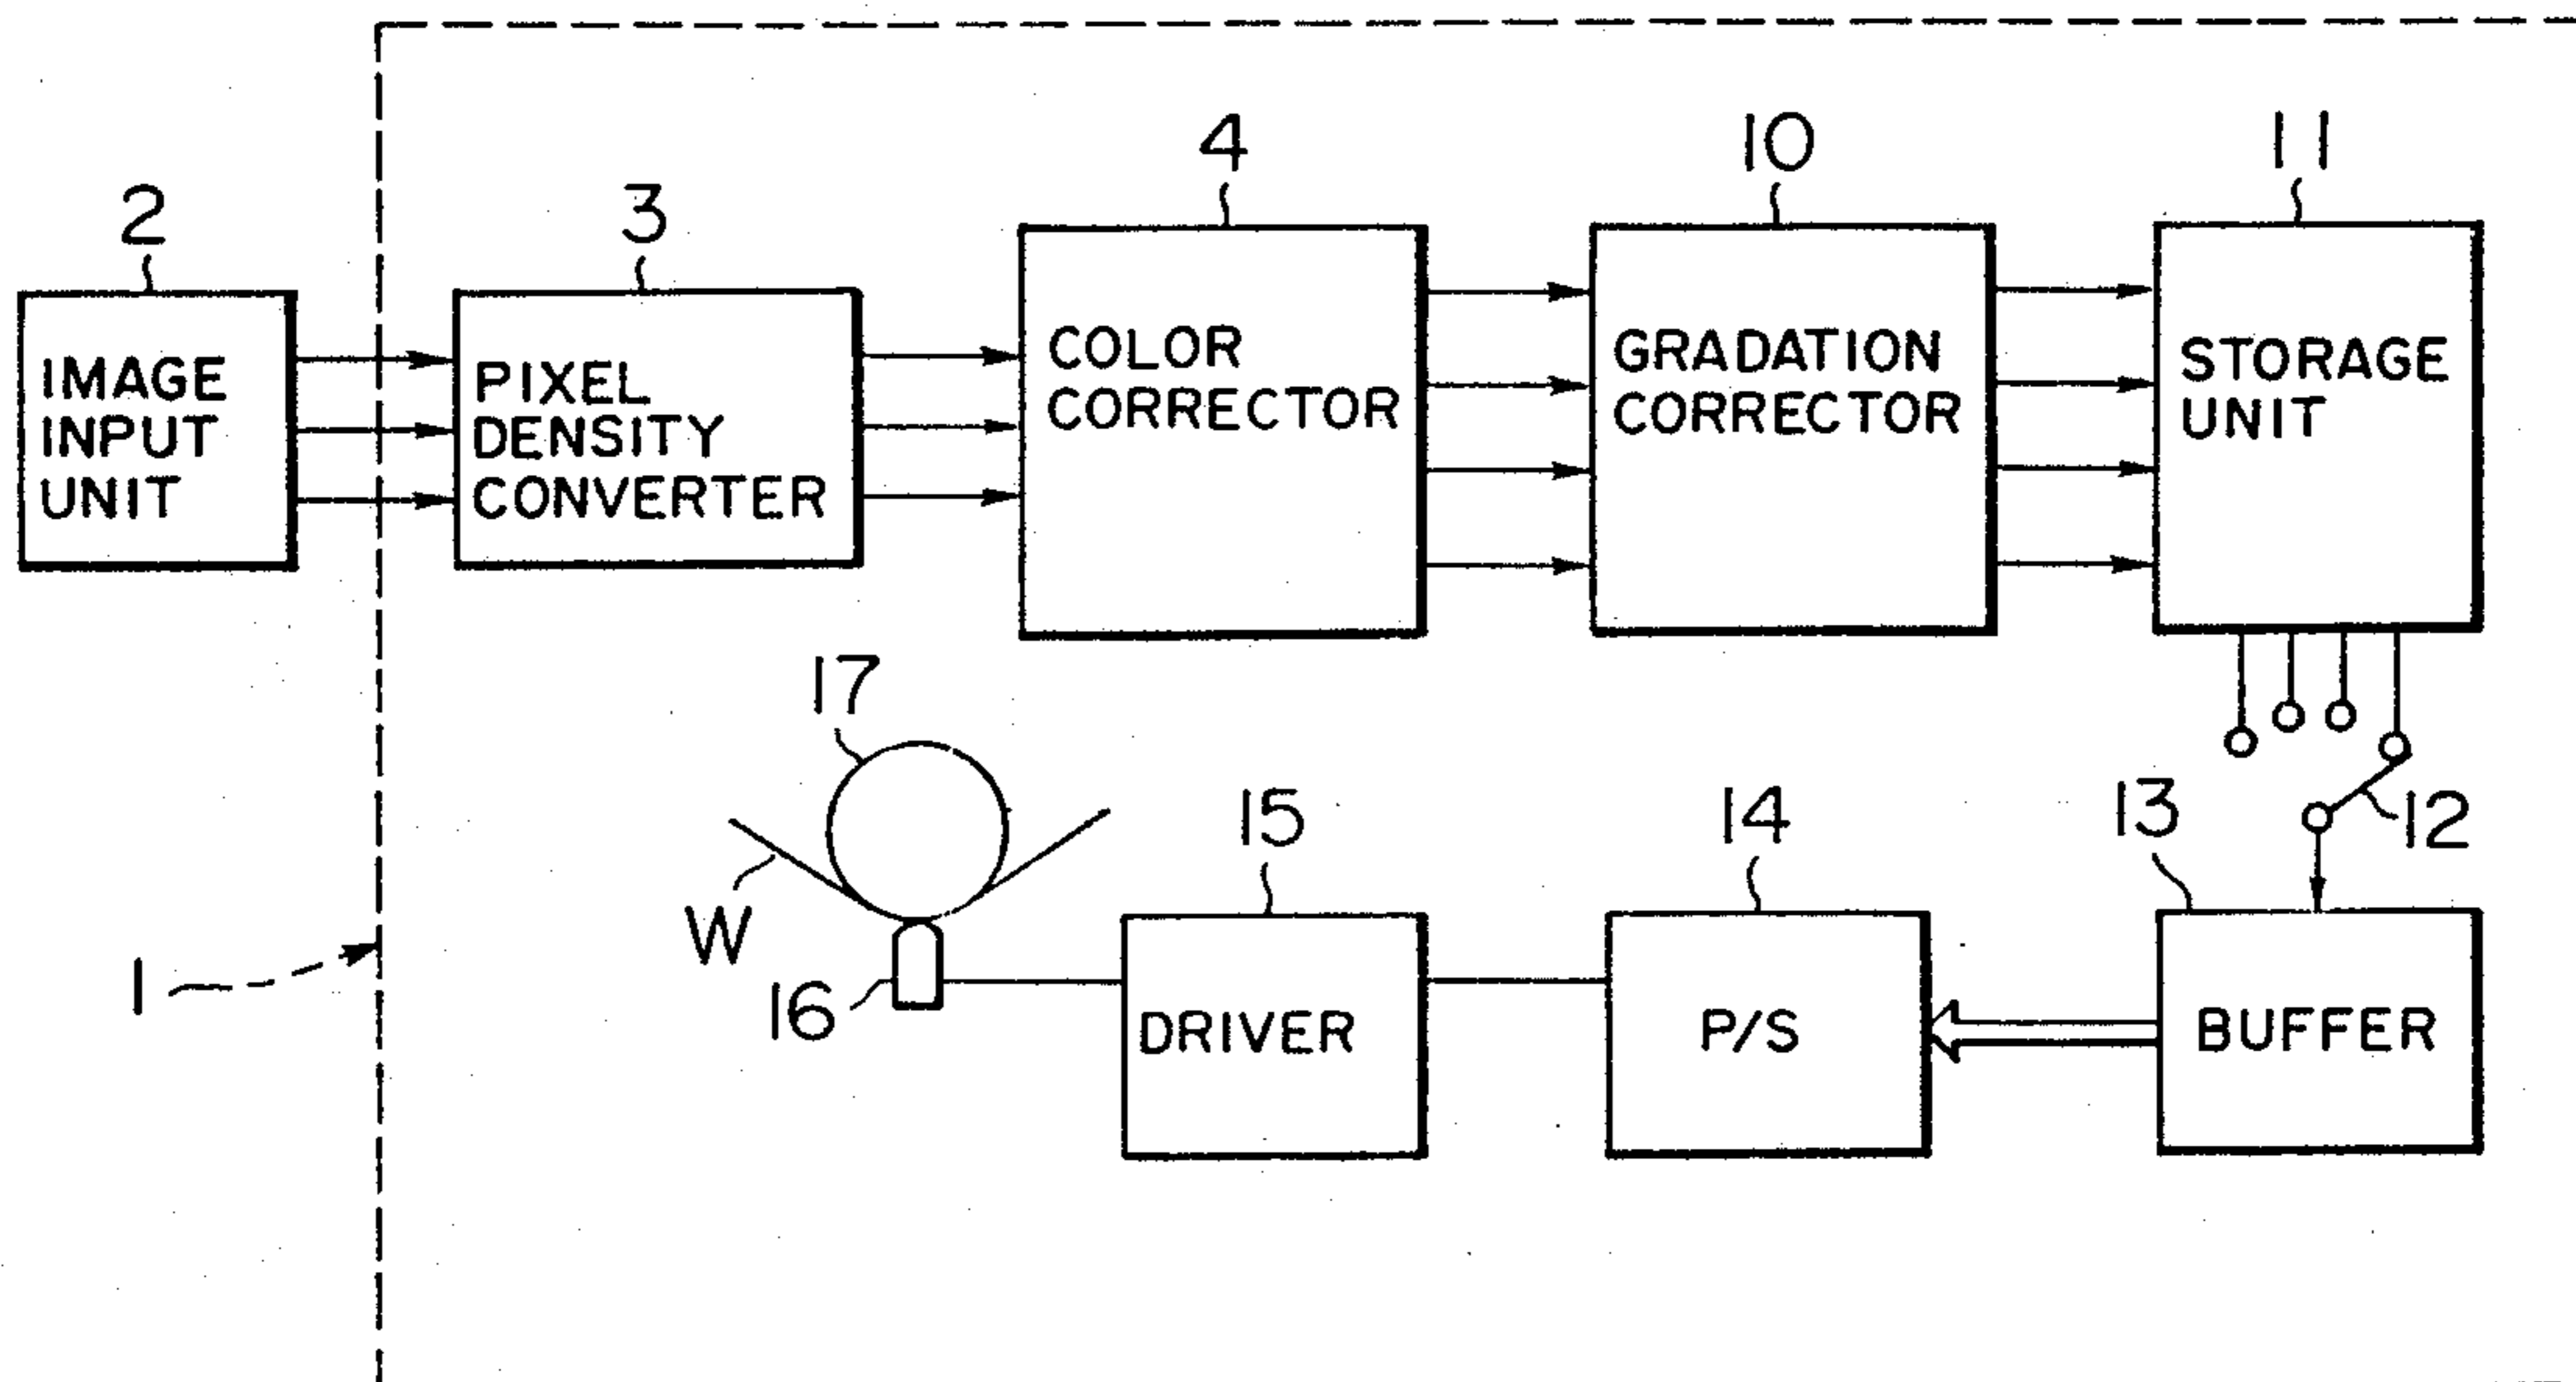 2
IMAGE
INPUT
UNIT
3
PIXEL
DENSITY
CONVERTER
4
COLOR
CORRECTOR
10
GRADATION
CORRECTOR
11
STORAGE
UNIT
12
13
BUFFER
14
P/S
15
DRIVER
16
17
W
1